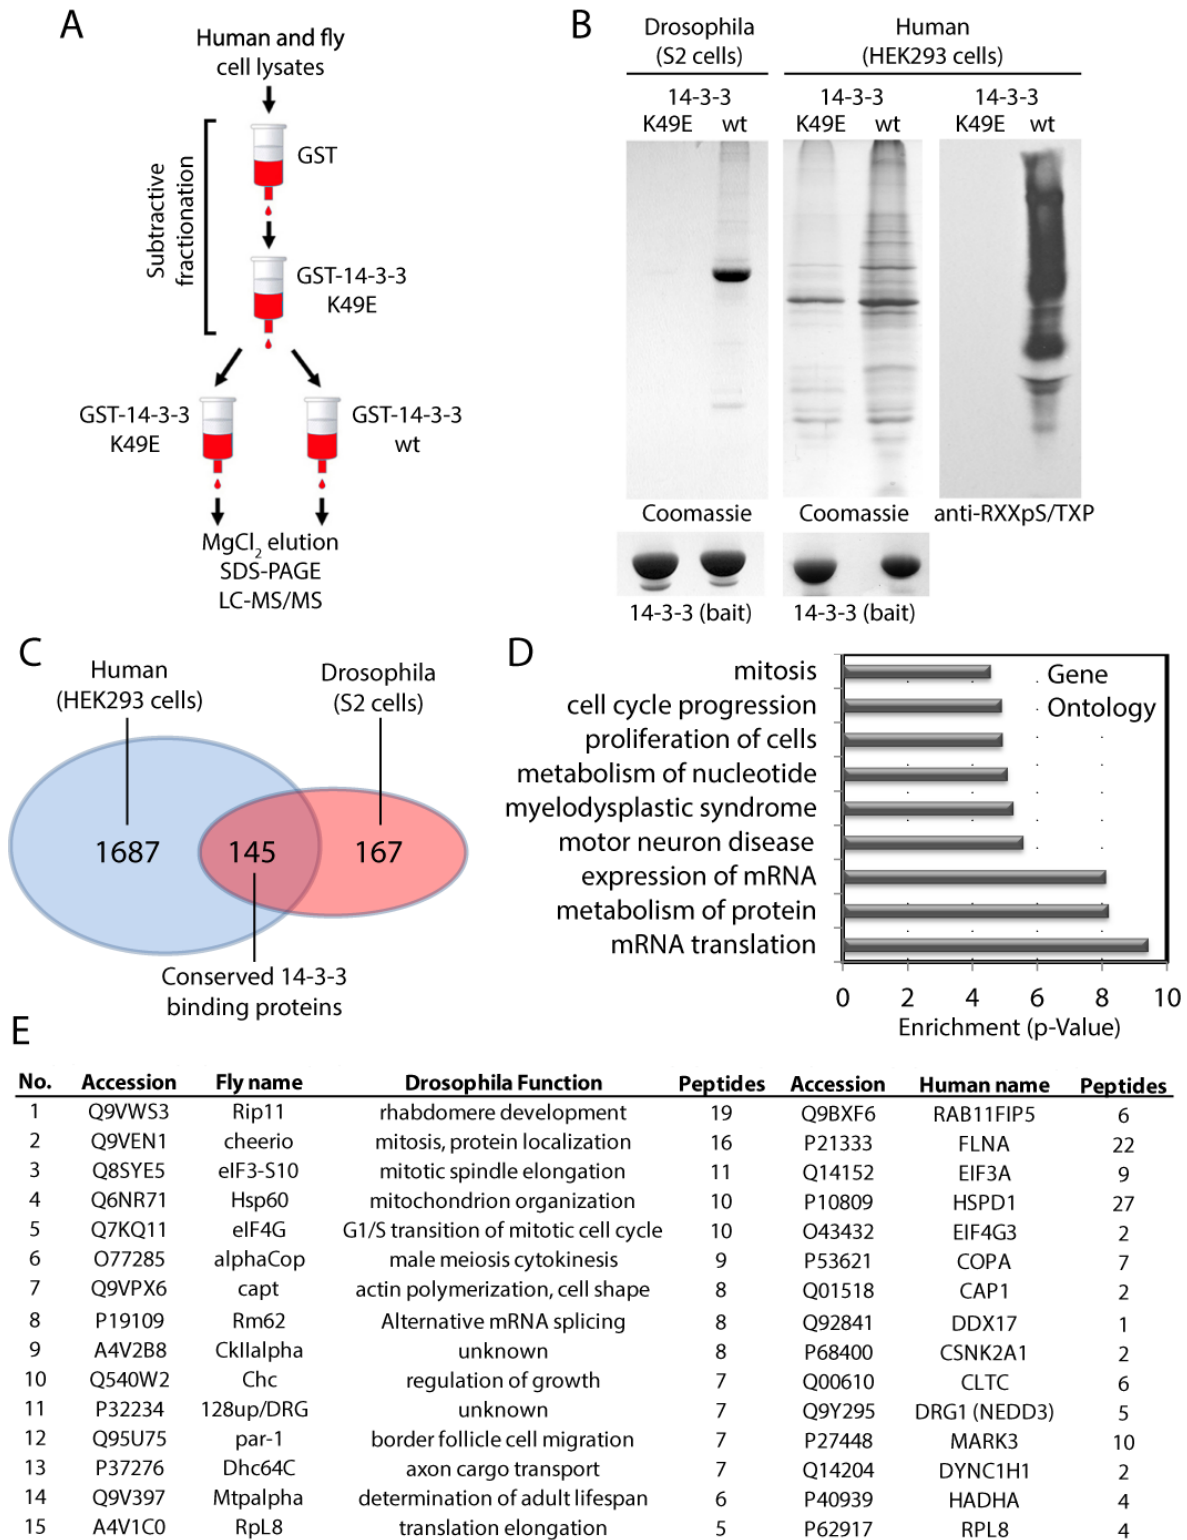 A
Human and fly
cell lysates
GST
Subtractive
fractionation
GST-14-3-3
K49E
GST-14-3-3
K49E
GST-14-3-3
wt
MgCl2 elution
SDS-PAGE
LC-MS/MS
B
Drosophila
(S2 cells)
Human
(HEK293 cells)
14-3-3
K49E wt
14-3-3
K49E wt
14-3-3
K49E wt
Coomassie
Coomassie
anti-RXXpS/TXP
14-3-3 (bait)
14-3-3 (bait)
C
Human
(HEK293 cells)
Drosophila
(S2 cells)
1687
145
167
Conserved 14-3-3
binding proteins
D
mitosis
cell cycle progression
proliferation of cells
metabolism of nucleotide
myelodysplastic syndrome
motor neuron disease
expression of mRNA
metabolism of protein
mRNA translation
Gene
Ontology
0 2 4 6 8 10
Enrichment (p-Value)
E
No. Accession Fly name Drosophila Function Peptides Accession Human name Peptides
1 Q9VWS3 Rip11 rhabdomere development 19 Q9BXF6 RAB11FIP5 6
2 Q9VEN1 cheerio mitosis, protein localization 16 P21333 FLNA 22
3 Q8SYE5 eIF3-S10 mitotic spindle elongation 11 Q14152 EIF3A 9
4 Q6NR71 Hsp60 mitochondrion organization 10 P10809 HSPD1 27
5 Q7KQ11 eIF4G G1/S transition of mitotic cell cycle 10 O43432 EIF4G3 2
6 O77285 alphaCop male meiosis cytokinesis 9 P53621 COPA 7
7 Q9VPX6 capt actin polymerization, cell shape 8 Q01518 CAP1 2
8 P19109 Rm62 Alternative mRNA splicing 8 Q92841 DDX17 1
9 A4V2B8 CkIIalpha unknown 8 P68400 CSNK2A1 2
10 Q540W2 Chc regulation of growth 7 Q00610 CLTC 6
11 P32234 128up/DRG unknown 7 Q9Y295 DRG1 (NEDD3) 5
12 Q95U75 par-1 border follicle cell migration 7 P27448 MARK3 10
13 P37276 Dhc64C axon cargo transport 7 Q14204 DYNC1H1 2
14 Q9V397 Mtpalpha determination of adult lifespan 6 P40939 HADHA 4
15 A4V1C0 RpL8 translation elongation 5 P62917 RPL8 4